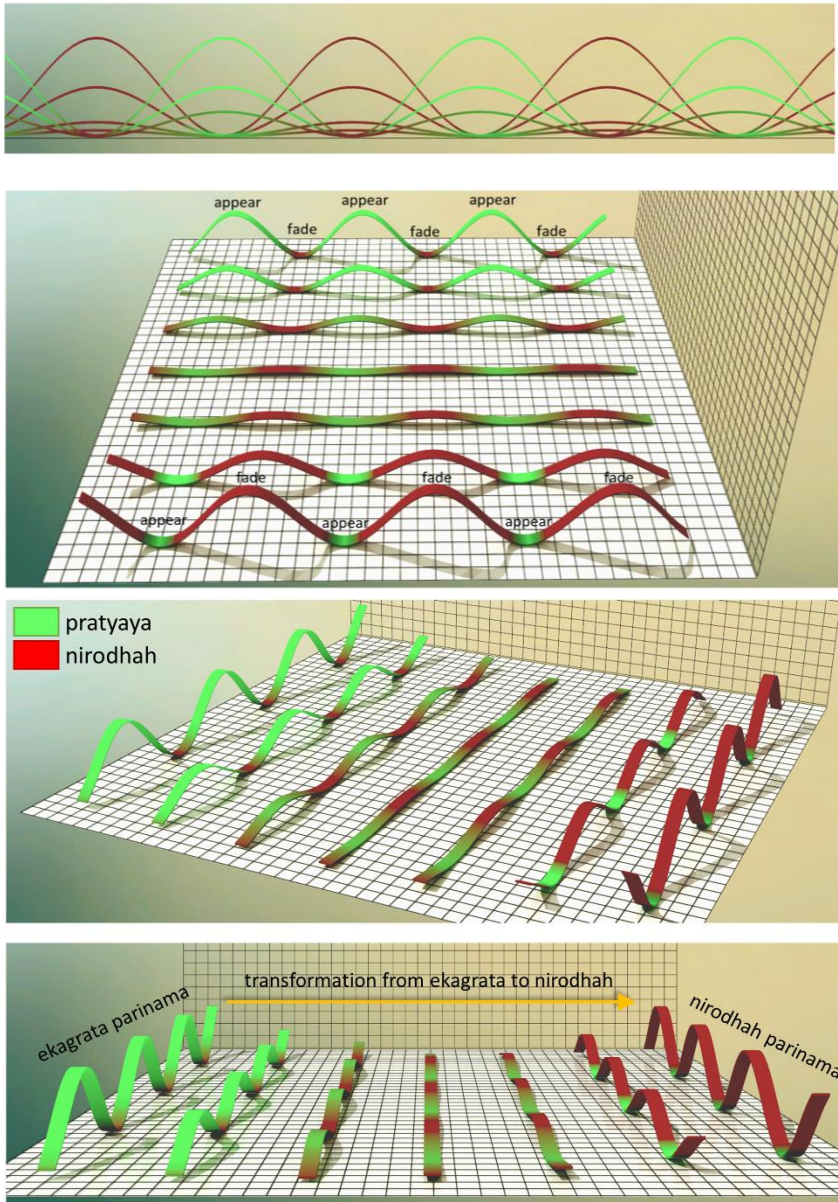 appear appear appear
fade fade fade
fade fade fade
appear appear appear
pratyaya
nirodhah
transformation from ekagrata to nirodhah
ekagrata parinama
nirodhah parinama